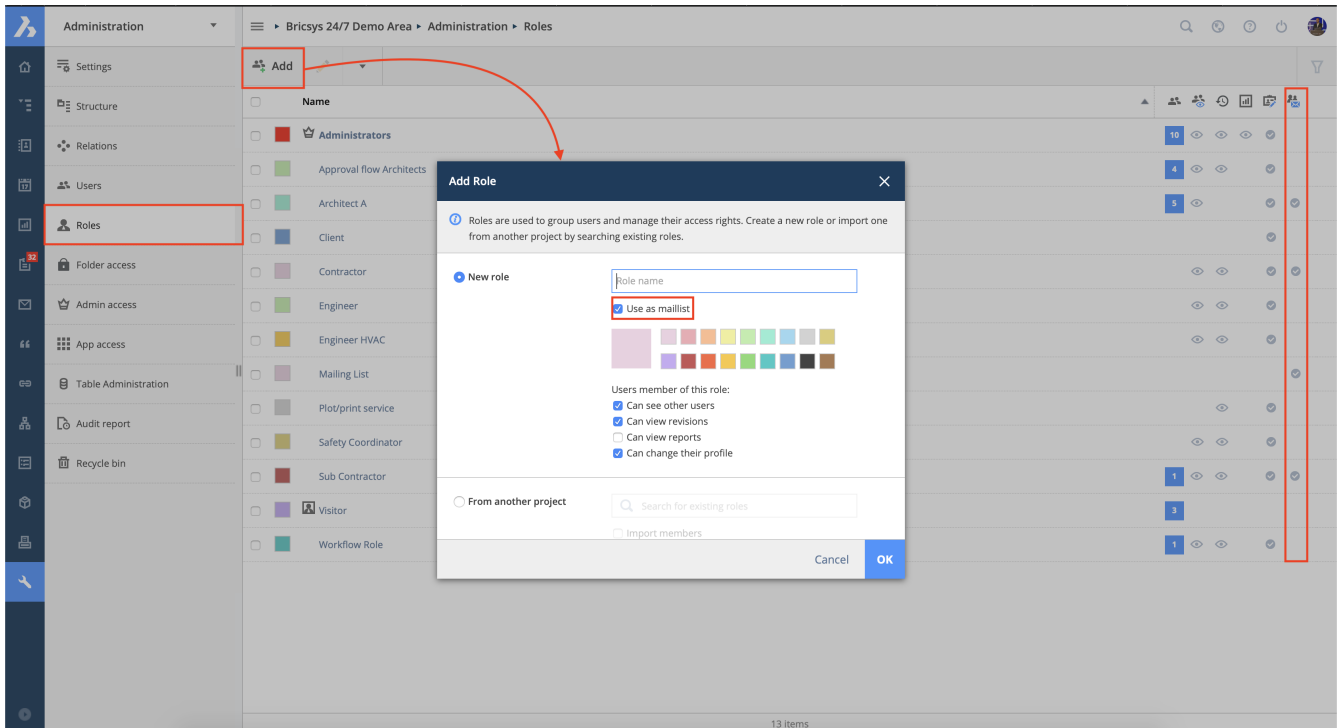 Administration
Bricsys 24/7 Demo Area ▸ Administration ▸ Roles
Settings
Structure
Relations
Users
Roles
Folder access
Admin access
App access
Table Administration
Audit report
Recycle bin
17
32
Add
Name
Administrators
10
Approval flow Architects
4
Architect A
5
Client
Contractor
Engineer
Engineer HVAC
Mailing List
Plot/print service
Safety Coordinator
Sub Contractor
1
Visitor
3
Workflow Role
1
Add Role
Roles are used to group users and manage their access rights. Create a new role or import one
from another project by searching existing roles.
New role
Role name
Use as maillist
Users member of this role:
Can see other users
Can view revisions
Can view reports
Can change their profile
From another project
Search for existing roles
Import members
Cancel
OK
13 items